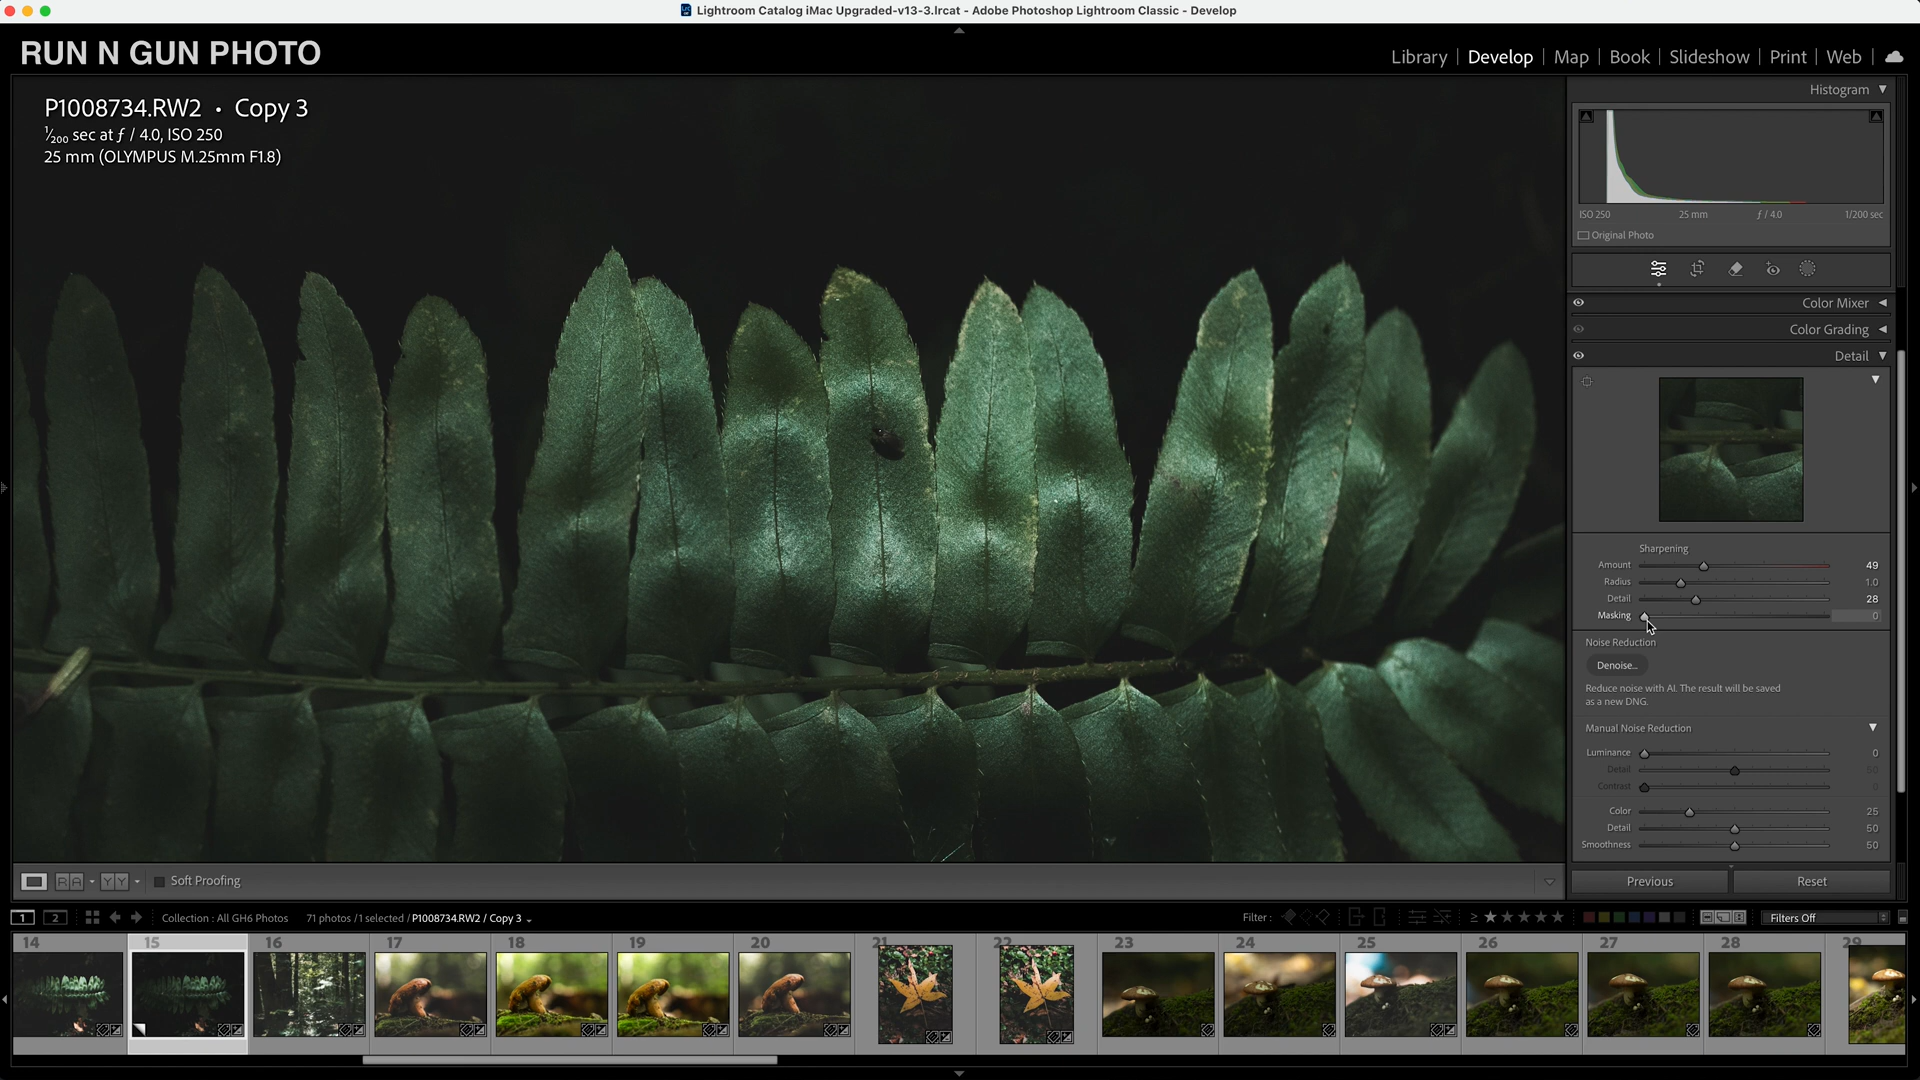 Lightroom Catalog iMac Upgraded-v13-3.lrcat - Adobe Photoshop Lightroom Classic - Develop
RUN N GUN PHOTO
Library | Develop | Map | Book | Slideshow | Print | Web
P1008734.RW2 • Copy 3
1/200 sec at ƒ / 4.0, ISO 250
25 mm (OLYMPUS M.25mm F1.8)
Histogram
ISO 250 25 mm ƒ / 4.0 1/200 sec
Original Photo
Color Mixer
Color Grading
Detail
Sharpening
Amount 49
Radius 1.0
Detail 28
Masking 0
Noise Reduction
Denoise...
Reduce noise with AI. The result will be saved
as a new DNG.
Manual Noise Reduction
Luminance 0
Detail 50
Contrast 0
Color 25
Detail 50
Smoothness 50
RA YY Soft Proofing
Previous Reset
1 2 Collection : All GH6 Photos 71 photos / 1 selected / P1008734.RW2 / Copy 3 Filter : ≥ Filters Off
14 15 16 17 18 19 20 21 22 23 24 25 26 27 28 29